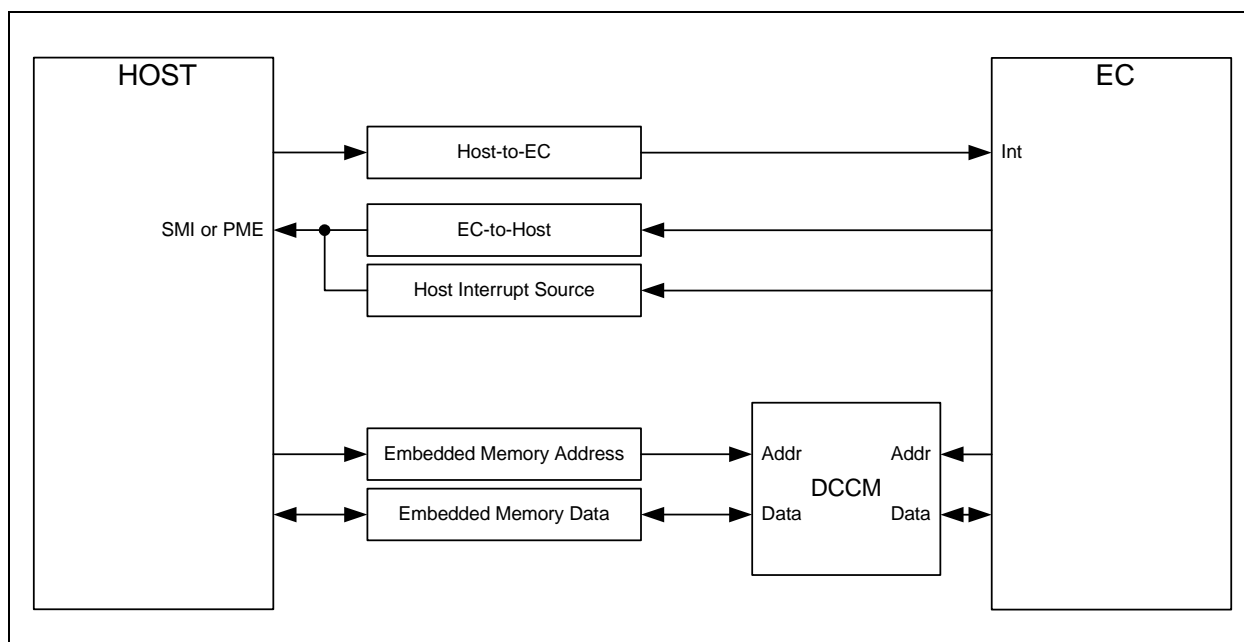 HOST
EC
Host-to-EC
Int
SMI or PME
EC-to-Host
Host Interrupt Source
Embedded Memory Address
Addr
Addr
DCCM
Embedded Memory Data
Data
Data